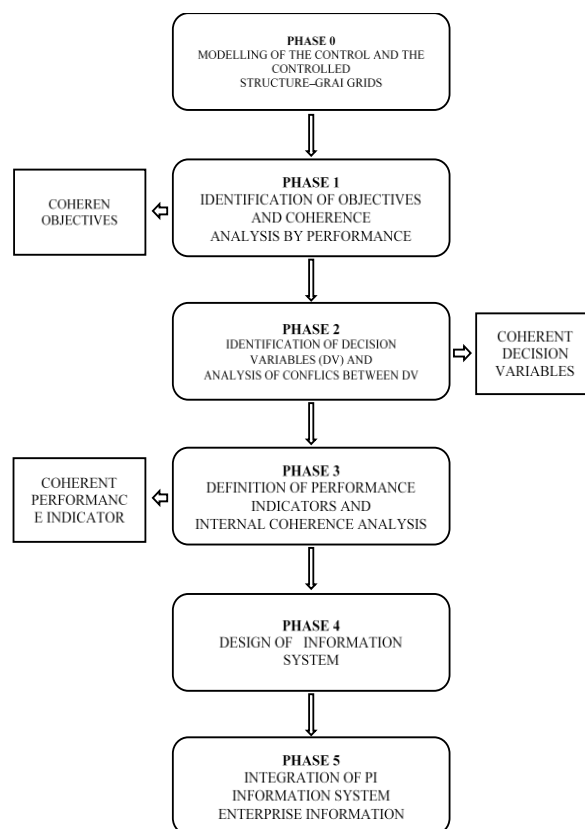 PHASE 0
MODELLING OF THE CONTROL AND THE
CONTROLLED
STRUCTURE–GRAI GRIDS
COHEREN
OBJECTIVES
PHASE 1
IDENTIFICATION OF OBJECTIVES
AND COHERENCE
ANALYSIS BY PERFORMANCE
PHASE 2
IDENTIFICATION OF DECISION
VARIABLES (DV) AND
ANALYSIS OF CONFLICS BETWEEN DV
COHERENT
DECISION
VARIABLES
COHERENT
PERFORMANC
E INDICATOR
PHASE 3
DEFINITION OF PERFORMANCE
INDICATORS AND
INTERNAL COHERENCE ANALYSIS
PHASE 4
DESIGN OF INFORMATION
SYSTEM
PHASE 5
INTEGRATION OF PI
INFORMATION SYSTEM
ENTERPRISE INFORMATION